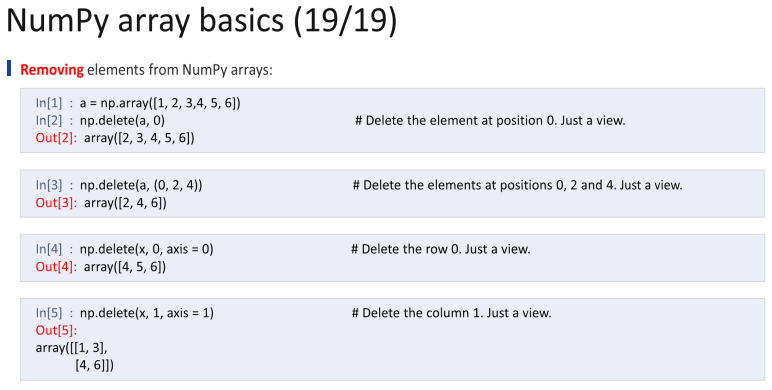 NumPy array basics (19/19)
Removing elements from NumPy arrays:
In[1] : a = np.array([1, 2, 3,4, 5, 6])
In[2] : np.delete(a, 0) # Delete the element at position 0. Just a view.
Out[2]: array([2, 3, 4, 5, 6])
In[3] : np.delete(a, (0, 2, 4)) # Delete the elements at positions 0, 2 and 4. Just a view.
Out[3]: array([2, 4, 6])
In[4] : np.delete(x, 0, axis = 0) # Delete the row 0. Just a view.
Out[4]: array([4, 5, 6])
In[5] : np.delete(x, 1, axis = 1) # Delete the column 1. Just a view.
Out[5]:
array([[1, 3],
[4, 6]])